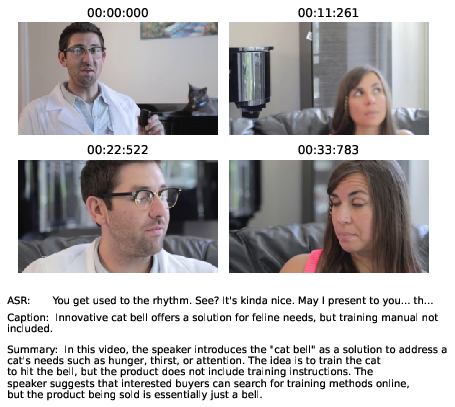 00:00:000
00:11:261
00:22:522
00:33:783
ASR: You get used to the rhythm. See? It's kinda nice. May I present to you... th...
Caption: Innovative cat bell offers a solution for feline needs, but training manual not
included.
Summary: In this video, the speaker introduces the "cat bell" as a solution to address a
cat's needs such as hunger, thirst, or attention. The idea is to train the cat
to hit the bell, but the product does not include training instructions. The
speaker suggests that interested buyers can search for training methods online,
but the product being sold is essentially just a bell.